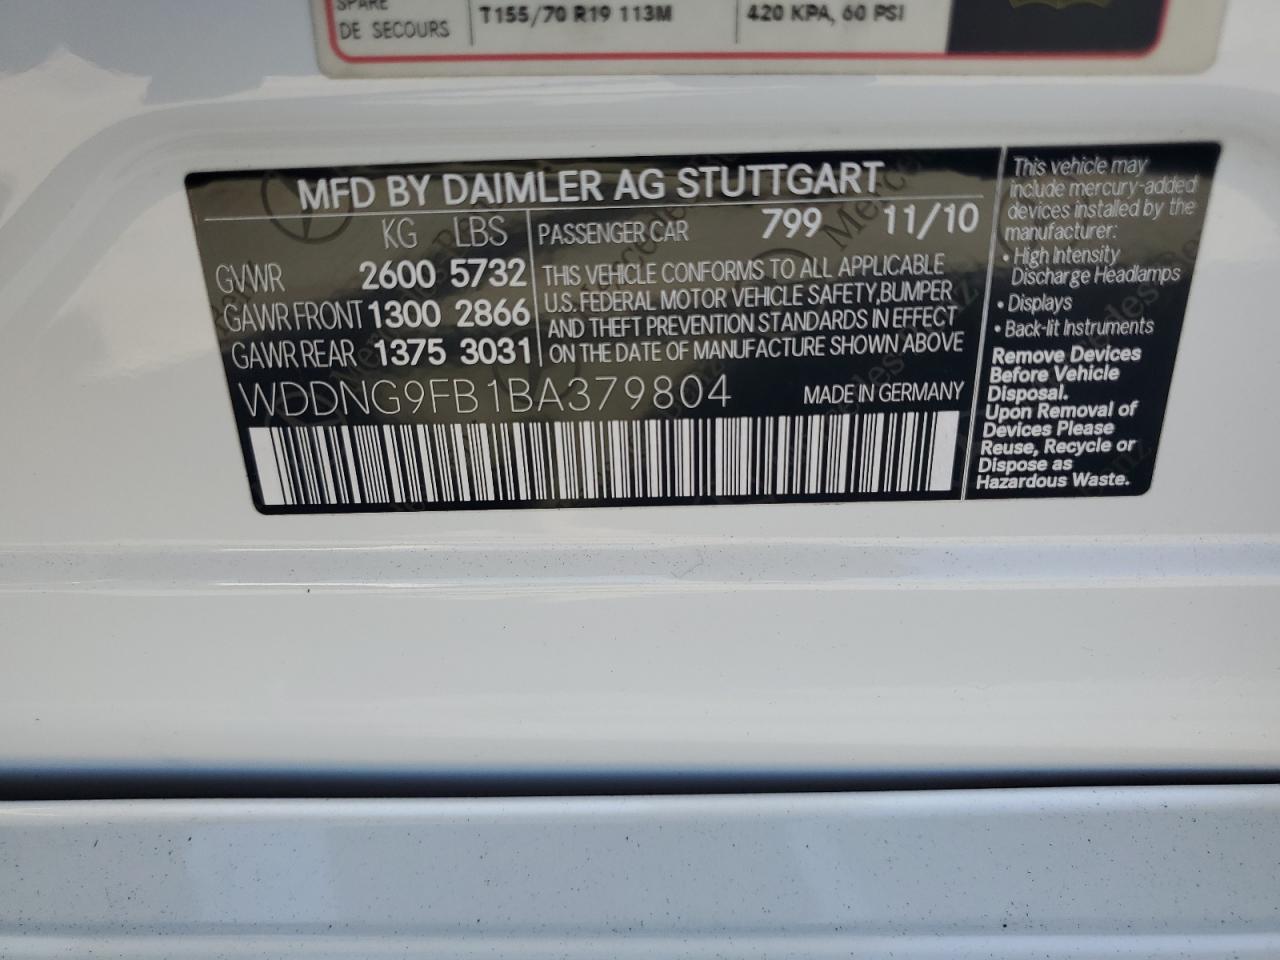 SPARE
DE SECOURS
T155/70 R19 113M
420 KPA, 60 PSI
MFD BY DAIMLER AG STUTTGART
KG LBS
GVWR 2600 5732
GAWR FRONT 1300 2866
GAWR REAR 1375 3031
PASSENGER CAR 799 11/10
THIS VEHICLE CONFORMS TO ALL APPLICABLE
U.S. FEDERAL MOTOR VEHICLE SAFETY,BUMPER
AND THEFT PREVENTION STANDARDS IN EFFECT
ON THE DATE OF MANUFACTURE SHOWN ABOVE
WDDNG9FB1BA379804
MADE IN GERMANY
This vehicle may
include mercury-added
devices installed by the
manufacturer:
• High Intensity
Discharge Headlamps
• Displays
• Back-lit Instruments
Remove Devices
Before Vehicle
Disposal.
Upon Removal of
Devices Please
Reuse, Recycle or
Dispose as
Hazardous Waste.